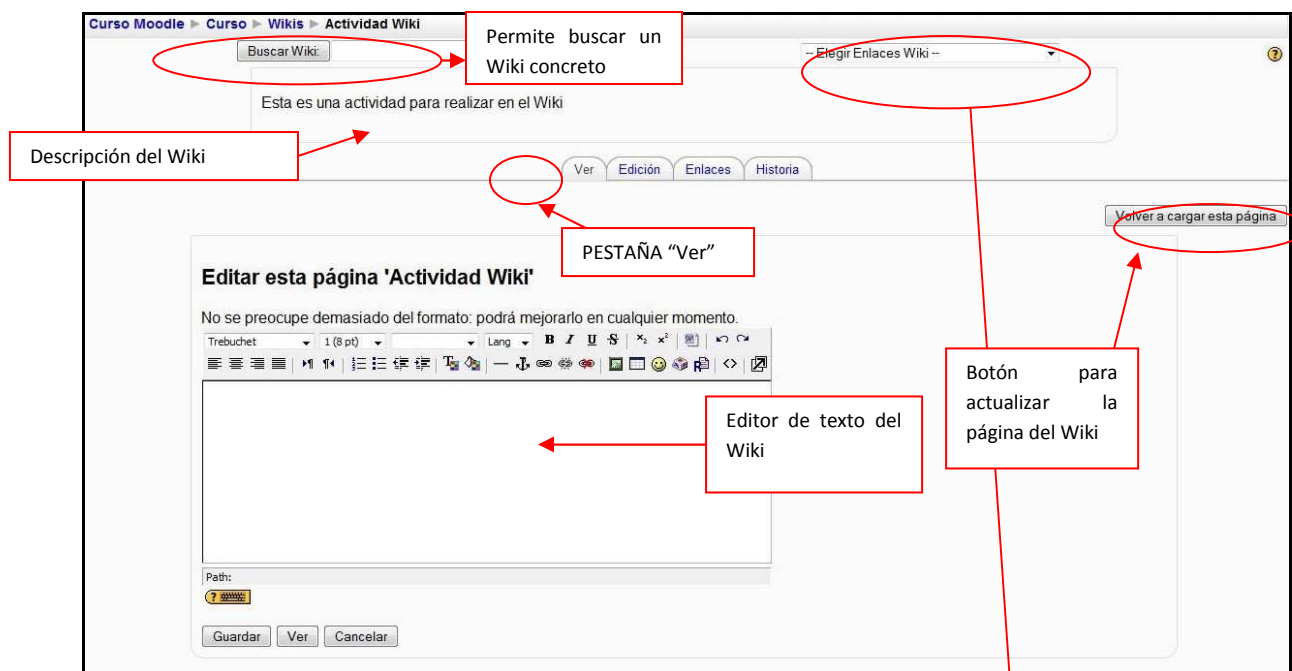 Curso Moodle ► Curso ► Wikis ► Actividad Wiki
Buscar Wiki:
Permite buscar un
Wiki concreto
-- Elegir Enlaces Wiki --
Esta es una actividad para realizar en el Wiki
Descripción del Wiki
Ver Edición Enlaces Historia
Volver a cargar esta página
PESTAÑA “Ver”
Editar esta página 'Actividad Wiki'
No se preocupe demasiado del formato: podrá mejorarlo en cualquier momento.
Trebuchet 1 (8 pt) Lang B I U S x₂ x²
Botón para
actualizar la
página del Wiki
Editor de texto del
Wiki
Path:
Guardar Ver Cancelar